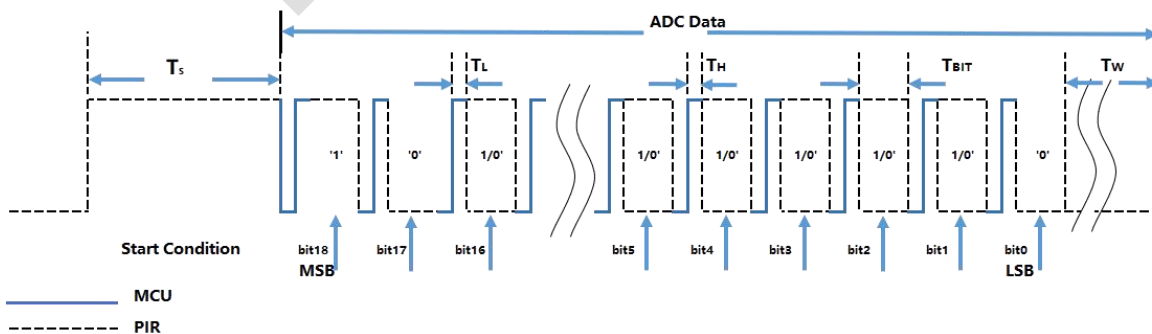 ADC Data
Ts TL TH TBIT TW
'1' '0' 1/0' 1/0' 1/0' 1/0' 1/0' 1/0' '0'
Start Condition bit18 bit17 bit16 bit5 bit4 bit3 bit2 bit1 bit0
MSB LSB
MCU
PIR